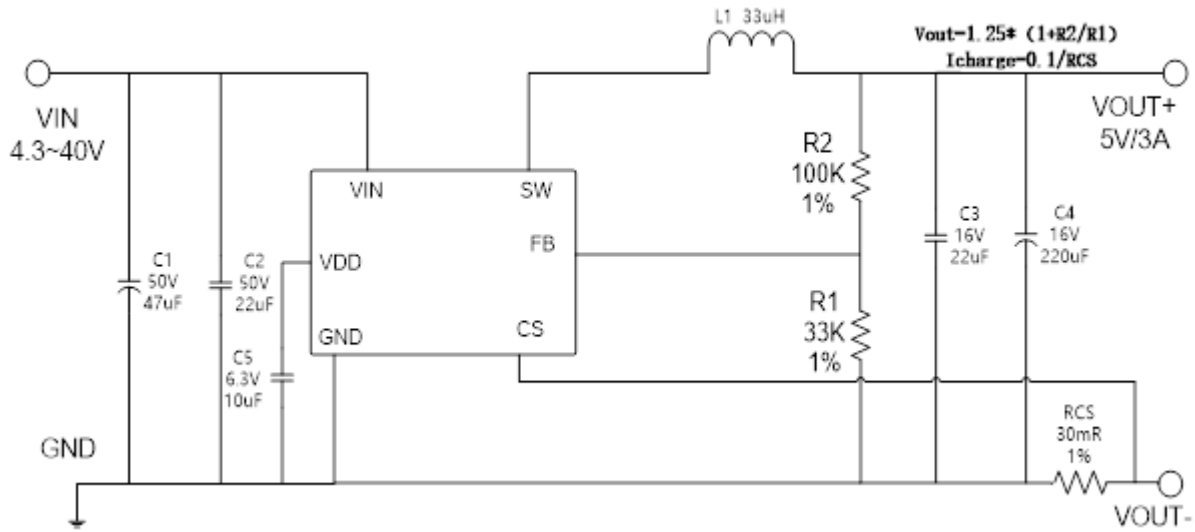 L1 33uH
Vout=1.25* (1+R2/R1)
Icharge=0.1/RCS
VIN
4.3~40V
VOUT+
5V/3A
R2
100K
1%
VIN
SW
FB
VDD
GND
CS
C1
50V
47uF
C2
50V
22uF
C3
16V
22uF
C4
16V
220uF
R1
33K
1%
C5
6.3V
10uF
GND
RCS
30mR
1%
VOUT-